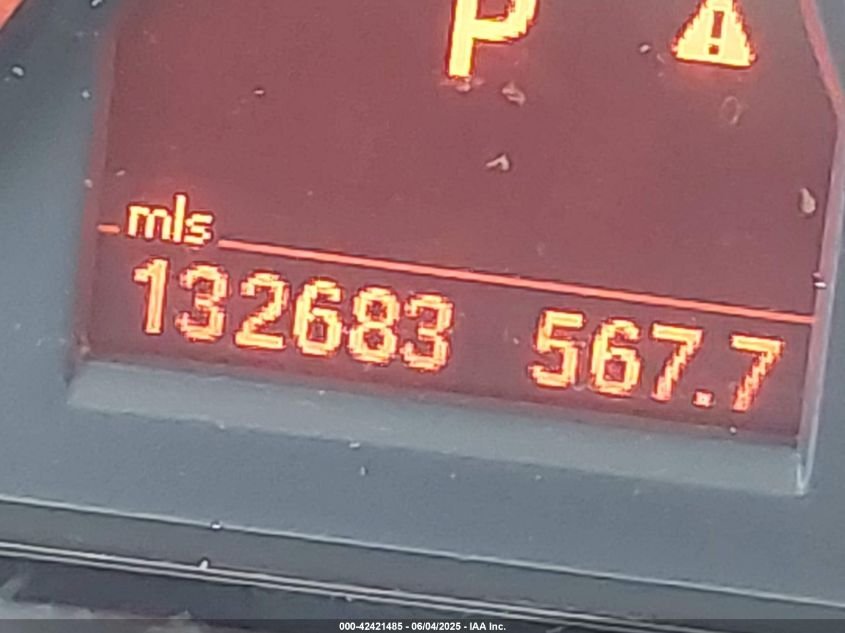 P
mls
132683 567.7
000-42421485 - 06/04/2025 - IAA Inc.